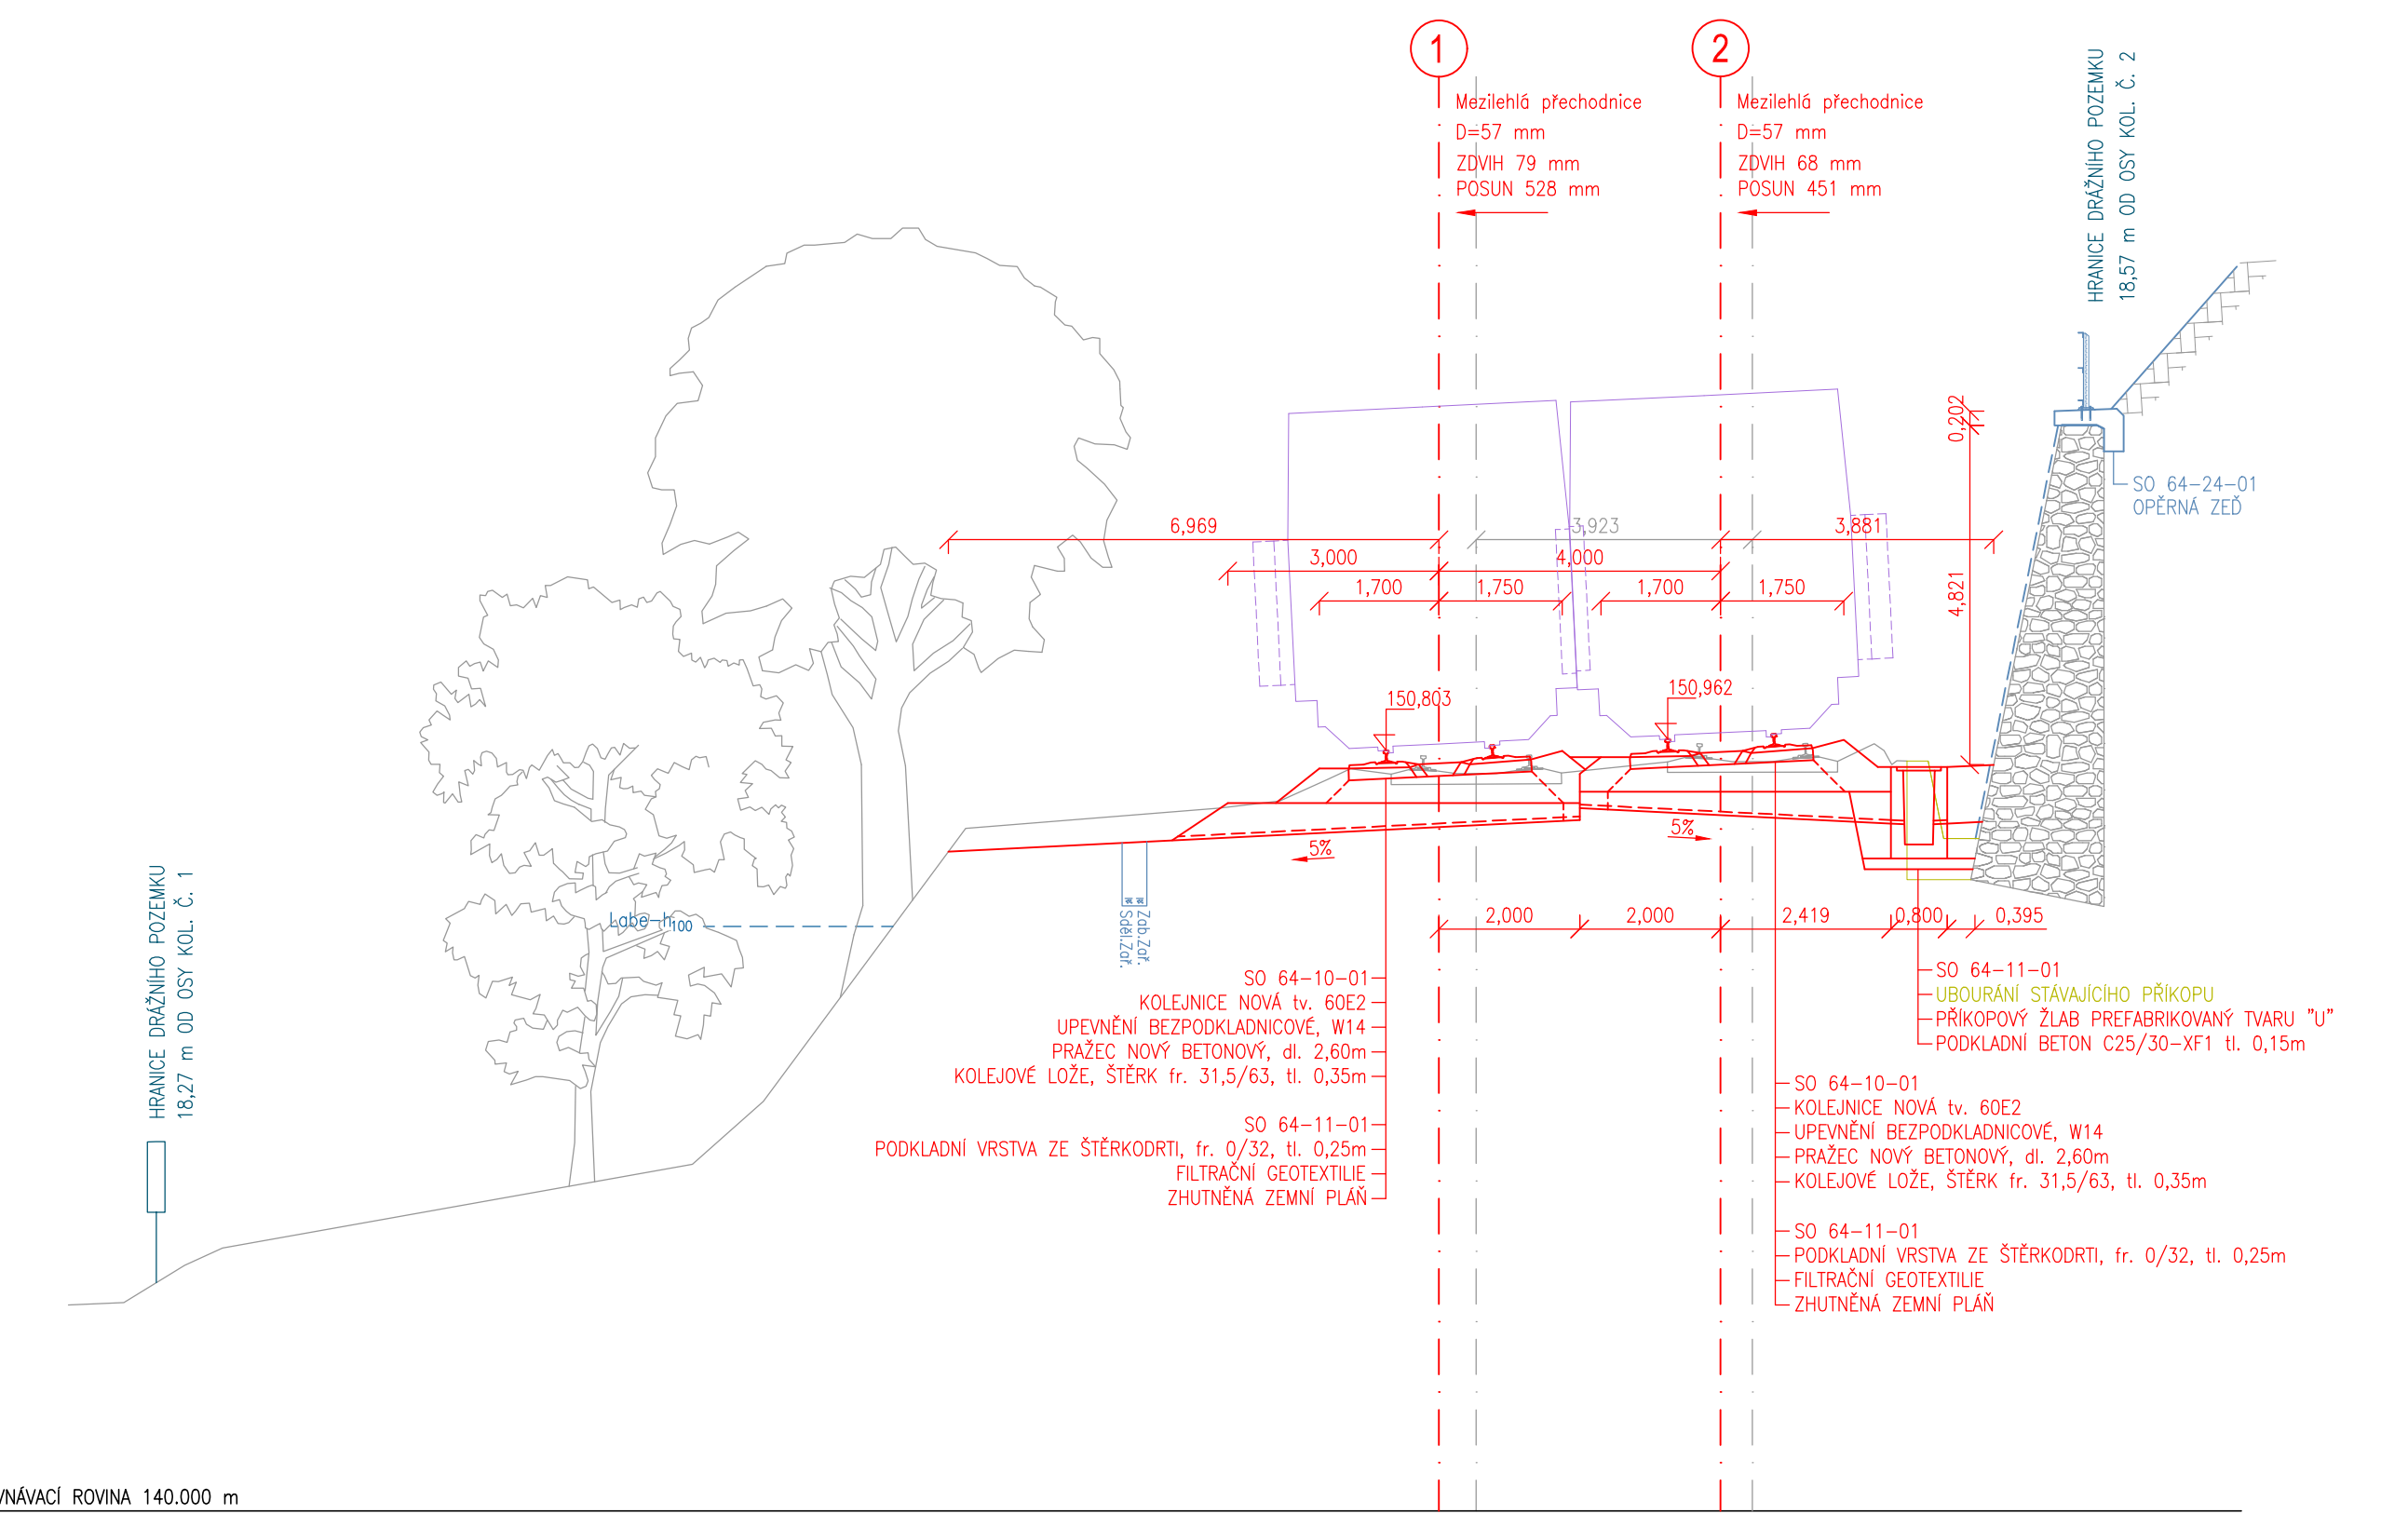 1
2
Mezilehlá přechodnice
D=57 mm
ZDVIH 79 mm
POSUN 528 mm
Mezilehlá přechodnice
D=57 mm
ZDVIH 68 mm
POSUN 451 mm
HRANICE DRÁŽNÍHO POZEMKU
18,57 m OD OSY KOL. Č. 2
0,202
4,821
SO 64-24-01
OPĚRNÁ ZEĎ
6,969
3,923
3,881
3,000
4,000
1,700
1,750
1,700
1,750
150,803
150,962
5%
5%
HRANICE DRÁŽNÍHO POZEMKU
18,27 m OD OSY KOL. Č. 1
Labe-h100
Sděl.Zař.
Zab.Zař.
2,000
2,000
2,419
0,800
0,395
SO 64-10-01
KOLEJNICE NOVÁ tv. 60E2
UPEVNĚNÍ BEZPODKLADNICOVÉ, W14
PRAŽEC NOVÝ BETONOVÝ, dl. 2,60m
KOLEJOVÉ LOŽE, ŠTĚRK fr. 31,5/63, tl. 0,35m
SO 64-11-01
PODKLADNÍ VRSTVA ZE ŠTĚRKODRTI, fr. 0/32, tl. 0,25m
FILTRAČNÍ GEOTEXTILIE
ZHUTNĚNÁ ZEMNÍ PLÁŇ
SO 64-11-01
UBOURÁNÍ STÁVAJÍCÍHO PŘÍKOPU
PŘÍKOPOVÝ ŽLAB PREFABRIKOVANÝ TVARU "U"
PODKLADNÍ BETON C25/30-XF1 tl. 0,15m
SO 64-10-01
KOLEJNICE NOVÁ tv. 60E2
UPEVNĚNÍ BEZPODKLADNICOVÉ, W14
PRAŽEC NOVÝ BETONOVÝ, dl. 2,60m
KOLEJOVÉ LOŽE, ŠTĚRK fr. 31,5/63, tl. 0,35m
SO 64-11-01
PODKLADNÍ VRSTVA ZE ŠTĚRKODRTI, fr. 0/32, tl. 0,25m
FILTRAČNÍ GEOTEXTILIE
ZHUTNĚNÁ ZEMNÍ PLÁŇ
VNÁVACÍ ROVINA 140.000 m